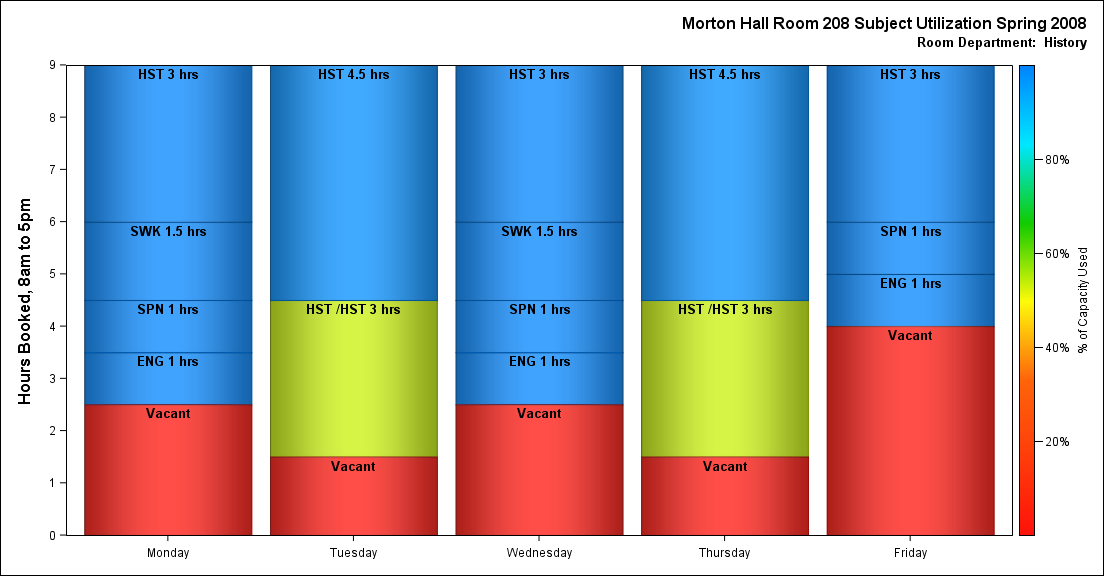 Morton Hall Room 208 Subject Utilization Spring 2008
Room Department:  History
Hours Booked, 8am to 5pm
9
8
7
6
5
4
3
2
1
0
HST 3 hrs
SWK 1.5 hrs
SPN 1 hrs
ENG 1 hrs
Vacant
HST 4.5 hrs
HST /HST 3 hrs
Vacant
HST 3 hrs
SWK 1.5 hrs
SPN 1 hrs
ENG 1 hrs
Vacant
HST 4.5 hrs
HST /HST 3 hrs
Vacant
HST 3 hrs
SPN 1 hrs
ENG 1 hrs
Vacant
Monday
Tuesday
Wednesday
Thursday
Friday
80%
60%
40%
20%
% of Capacity Used